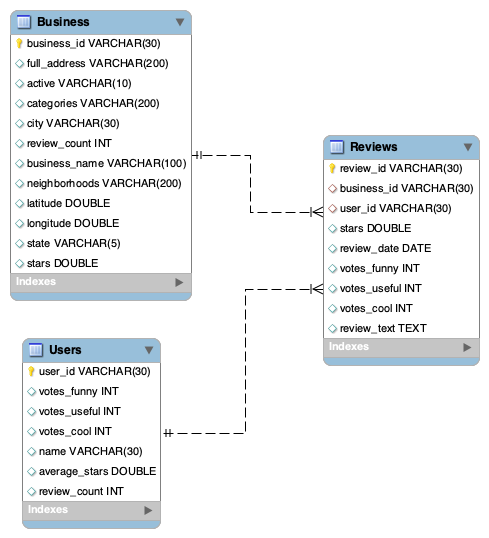 Business
business_id VARCHAR(30)
full_address VARCHAR(200)
active VARCHAR(10)
categories VARCHAR(200)
city VARCHAR(30)
review_count INT
business_name VARCHAR(100)
neighborhoods VARCHAR(200)
latitude DOUBLE
longitude DOUBLE
state VARCHAR(5)
stars DOUBLE
Indexes
Reviews
review_id VARCHAR(30)
business_id VARCHAR(30)
user_id VARCHAR(30)
stars DOUBLE
review_date DATE
votes_funny INT
votes_useful INT
votes_cool INT
review_text TEXT
Indexes
Users
user_id VARCHAR(30)
votes_funny INT
votes_useful INT
votes_cool INT
name VARCHAR(30)
average_stars DOUBLE
review_count INT
Indexes